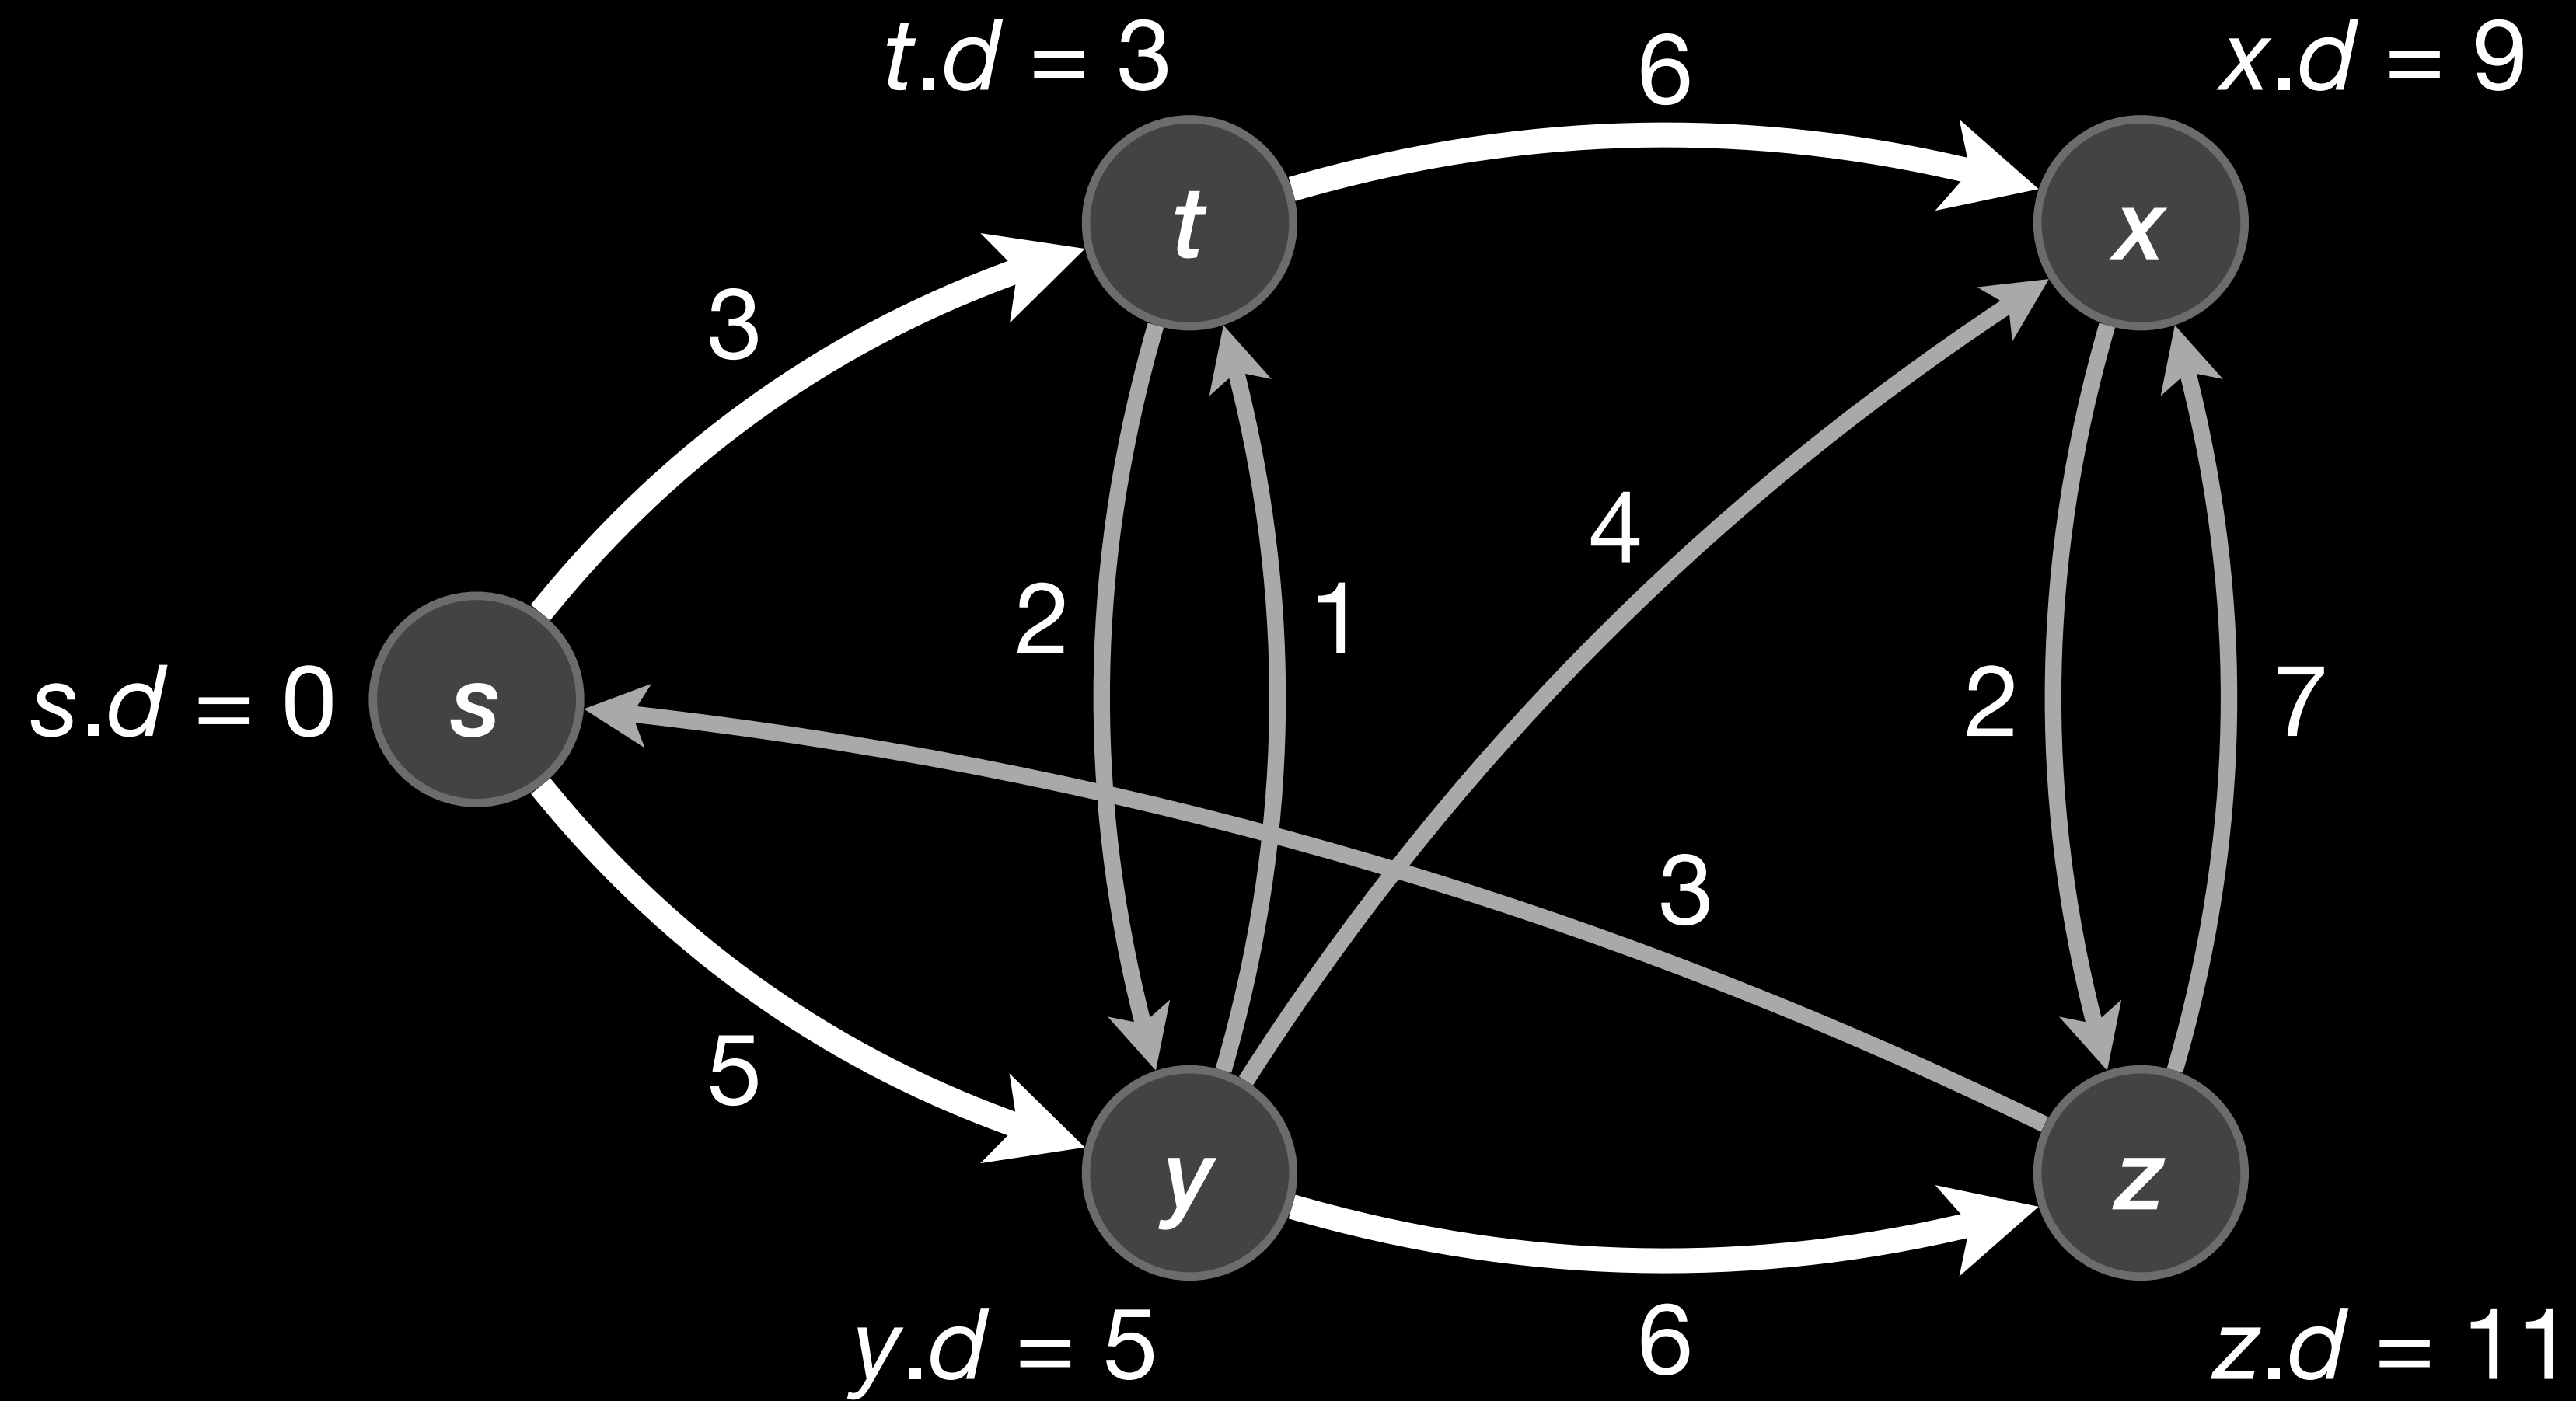 t.d = 3
6
x.d = 9
t
x
3
4
2
1
s.d = 0
s
2
7
3
5
y
z
y.d = 5
6
z.d = 11